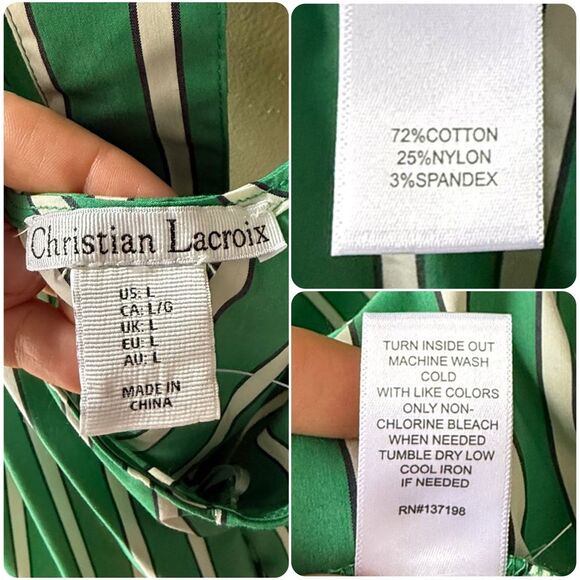 Christian Lacroix
US: L
CA: L/G
UK: L
EU: L
AU: L
MADE IN
CHINA
72%COTTON
25%NYLON
3%SPANDEX
TURN INSIDE OUT
MACHINE WASH
COLD
WITH LIKE COLORS
ONLY NON-
CHLORINE BLEACH
WHEN NEEDED
TUMBLE DRY LOW
COOL IRON
IF NEEDED
RN#137198